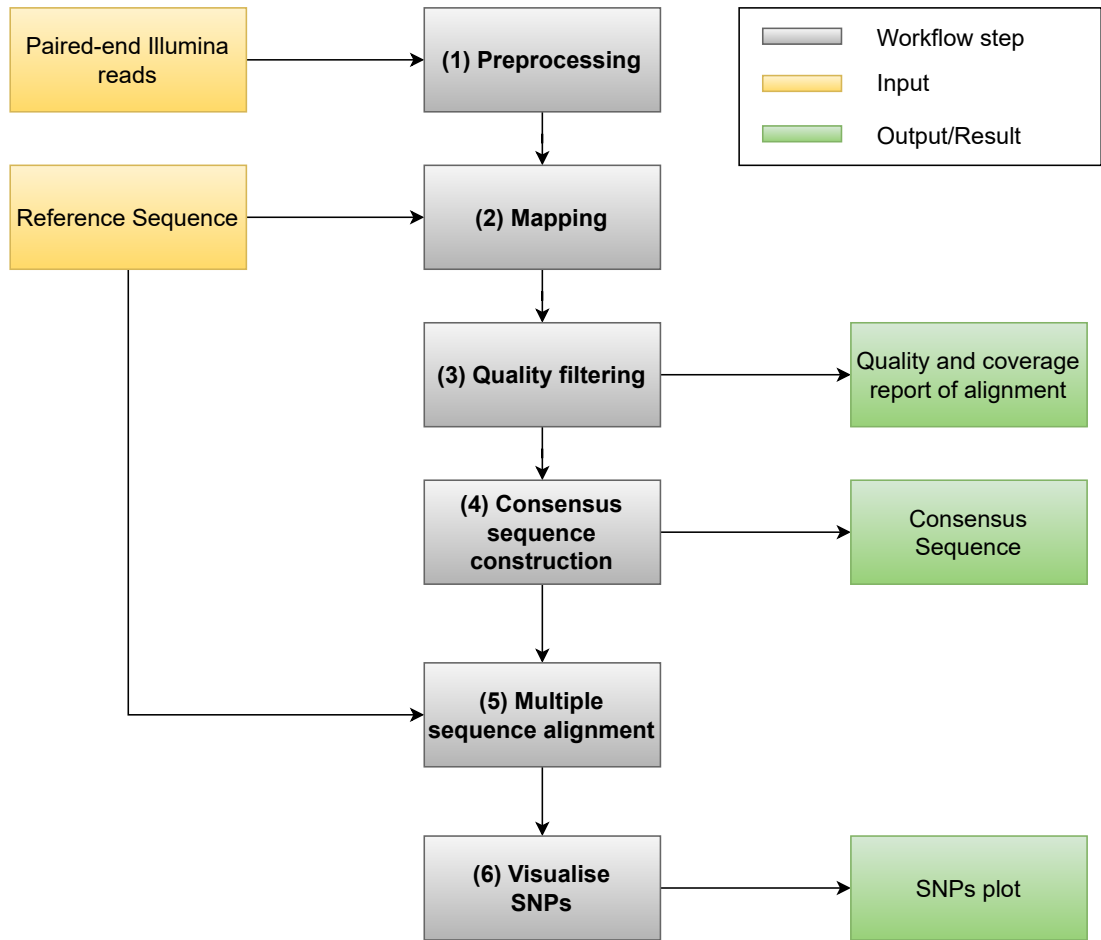 Paired-end Illumina
reads
(1) Preprocessing
Workflow step
Input
Output/Result
Reference Sequence
(2) Mapping
(3) Quality filtering
Quality and coverage
report of alignment
(4) Consensus
sequence
construction
Consensus
Sequence
(5) Multiple
sequence alignment
(6) Visualise
SNPs
SNPs plot